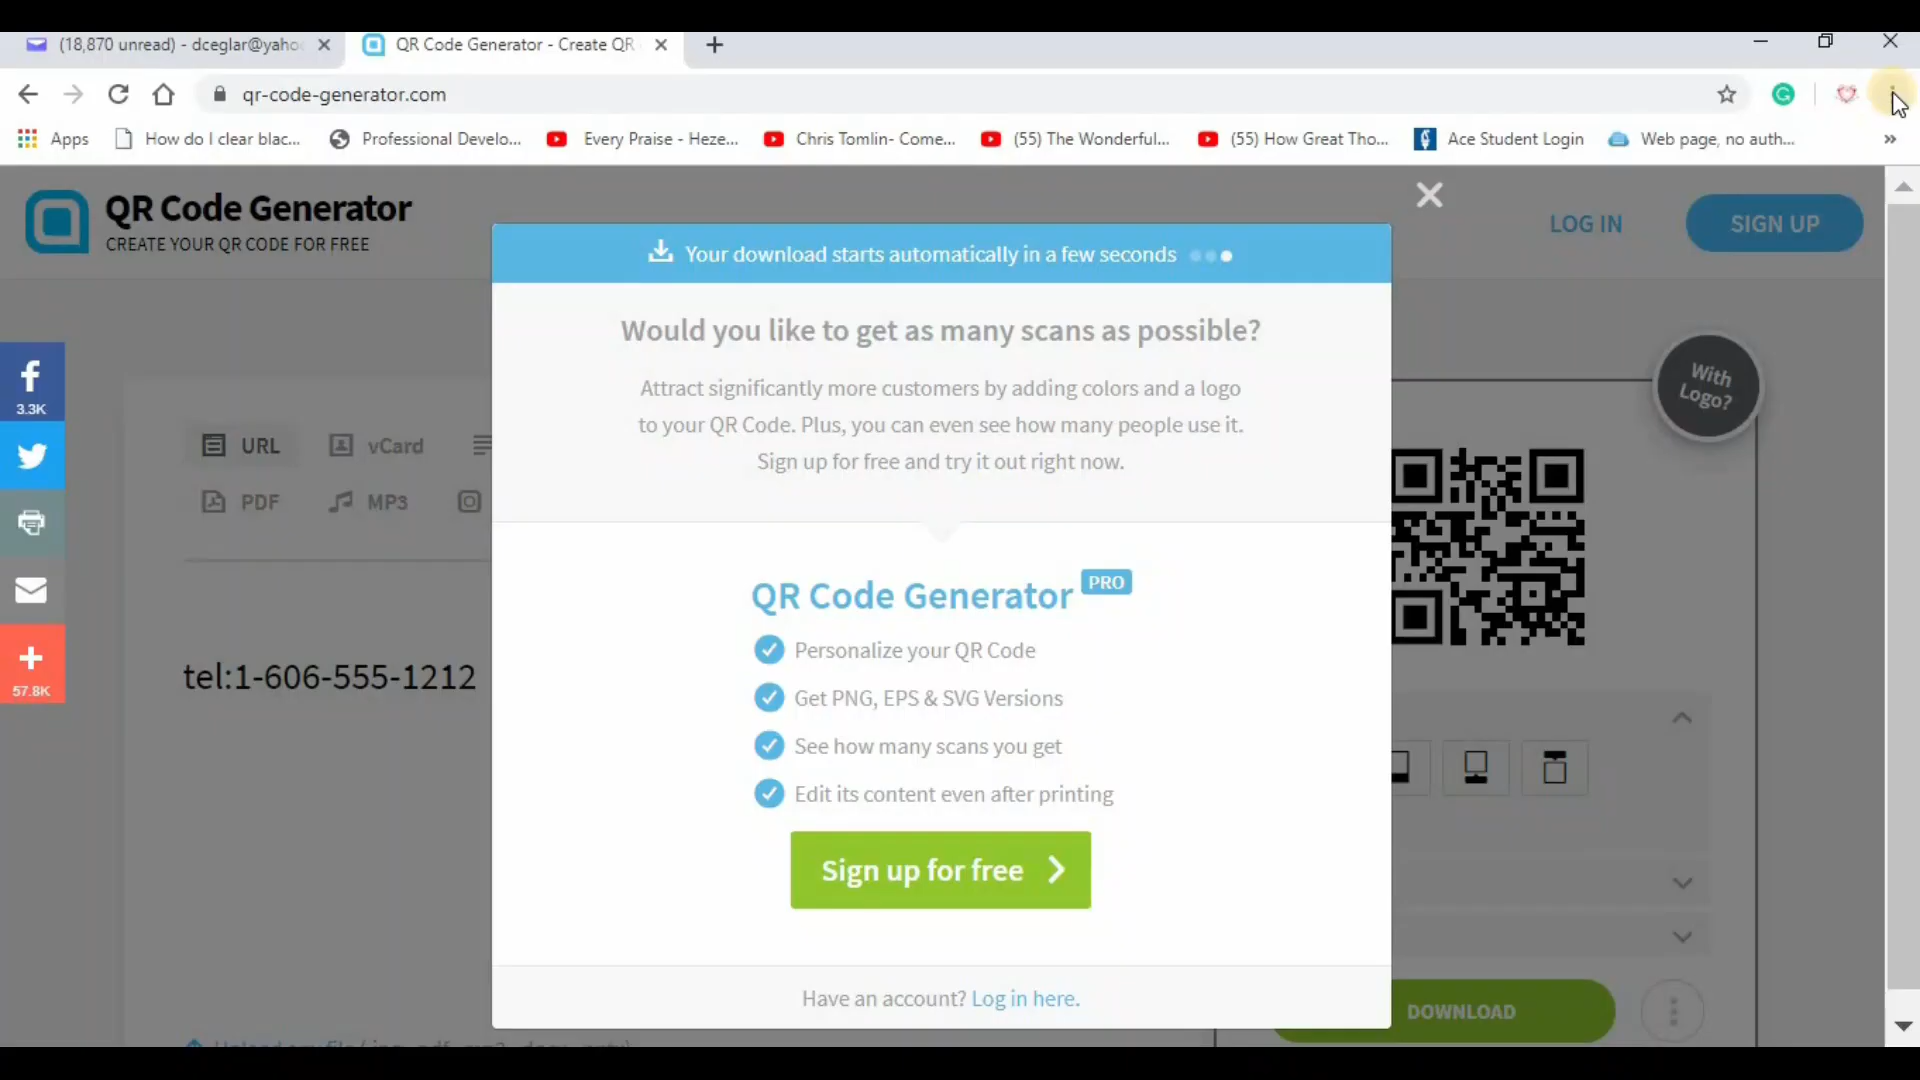 (18,870 unread) - dceglar@yaho
QR Code Generator - Create QR
qr-code-generator.com
Apps
How do I clear blac...
Professional Develo...
Every Praise - Heze...
Chris Tomlin- Come...
(55) The Wonderful...
(55) How Great Tho...
Ace Student Login
Web page, no auth...
QR Code Generator
CREATE YOUR QR CODE FOR FREE
LOG IN
SIGN UP
Your download starts automatically in a few seconds
Would you like to get as many scans as possible?
Attract significantly more customers by adding colors and a logo
to your QR Code. Plus, you can even see how many people use it.
Sign up for free and try it out right now.
With
Logo?
3.3K
57.8K
URL
vCard
PDF
MP3
tel:1-606-555-1212
QR Code Generator PRO
Personalize your QR Code
Get PNG, EPS & SVG Versions
See how many scans you get
Edit its content even after printing
Sign up for free
Have an account? Log in here.
DOWNLOAD